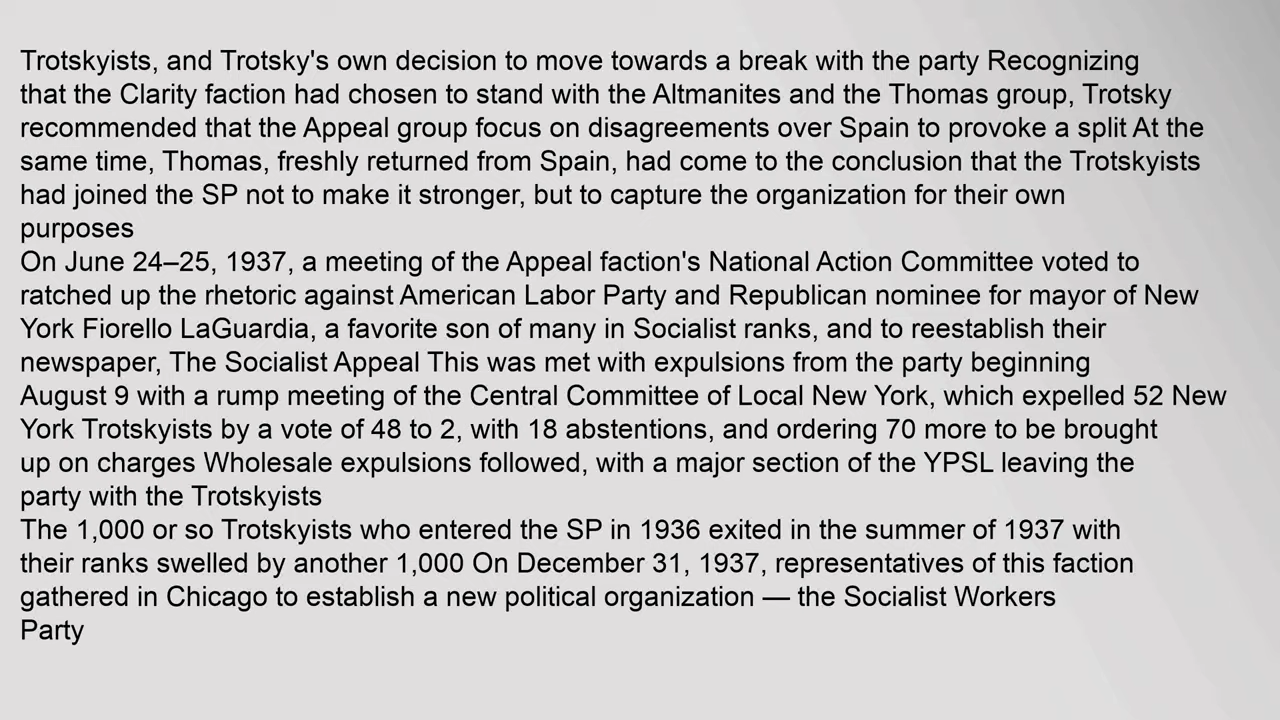 Trotskyists, and Trotsky's own decision to move towards a break with the party Recognizing
that the Clarity faction had chosen to stand with the Altmanites and the Thomas group, Trotsky
recommended that the Appeal group focus on disagreements over Spain to provoke a split At the
same time, Thomas, freshly returned from Spain, had come to the conclusion that the Trotskyists
had joined the SP not to make it stronger, but to capture the organization for their own
purposes
On June 24–25, 1937, a meeting of the Appeal faction's National Action Committee voted to
ratched up the rhetoric against American Labor Party and Republican nominee for mayor of New
York Fiorello LaGuardia, a favorite son of many in Socialist ranks, and to reestablish their
newspaper, The Socialist Appeal This was met with expulsions from the party beginning
August 9 with a rump meeting of the Central Committee of Local New York, which expelled 52 New
York Trotskyists by a vote of 48 to 2, with 18 abstentions, and ordering 70 more to be brought
up on charges Wholesale expulsions followed, with a major section of the YPSL leaving the
party with the Trotskyists
The 1,000 or so Trotskyists who entered the SP in 1936 exited in the summer of 1937 with
their ranks swelled by another 1,000 On December 31, 1937, representatives of this faction
gathered in Chicago to establish a new political organization — the Socialist Workers
Party